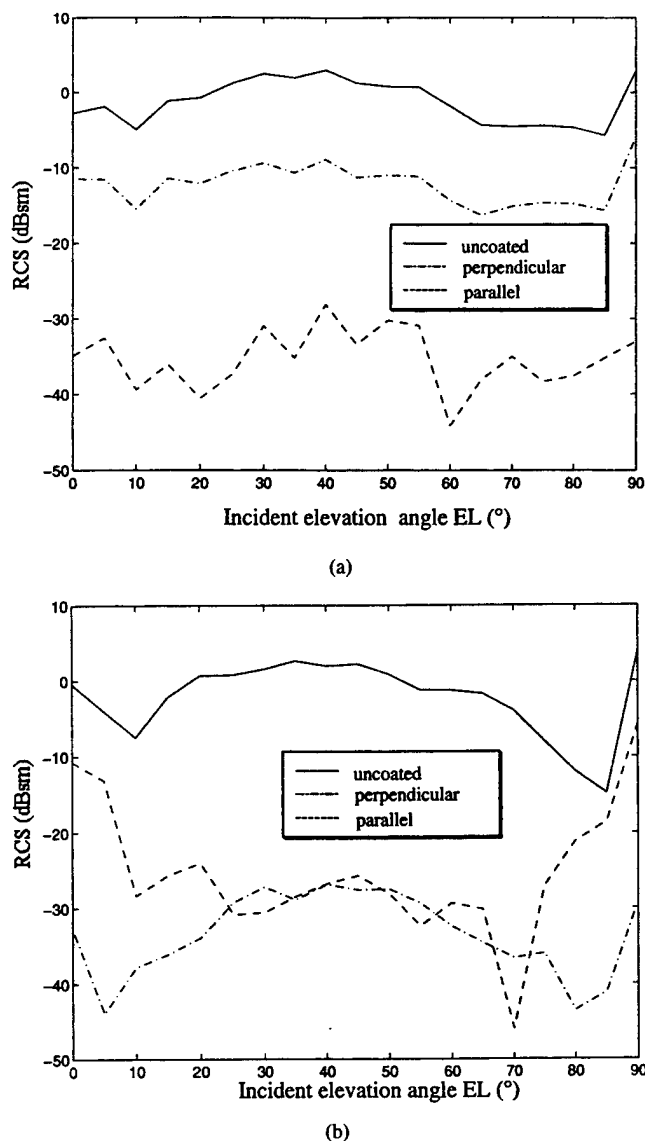 10
0
-10
-20
-30
-40
-50
RCS (dBsm)
uncoated
perpendicular
parallel
0 10 20 30 40 50 60 70 80 90
Incident elevation angle EL (°)
(a)
10
0
-10
-20
-30
-40
-50
RCS (dBsm)
uncoated
perpendicular
parallel
0 10 20 30 40 50 60 70 80 90
Incident elevation angle EL (°)
(b)